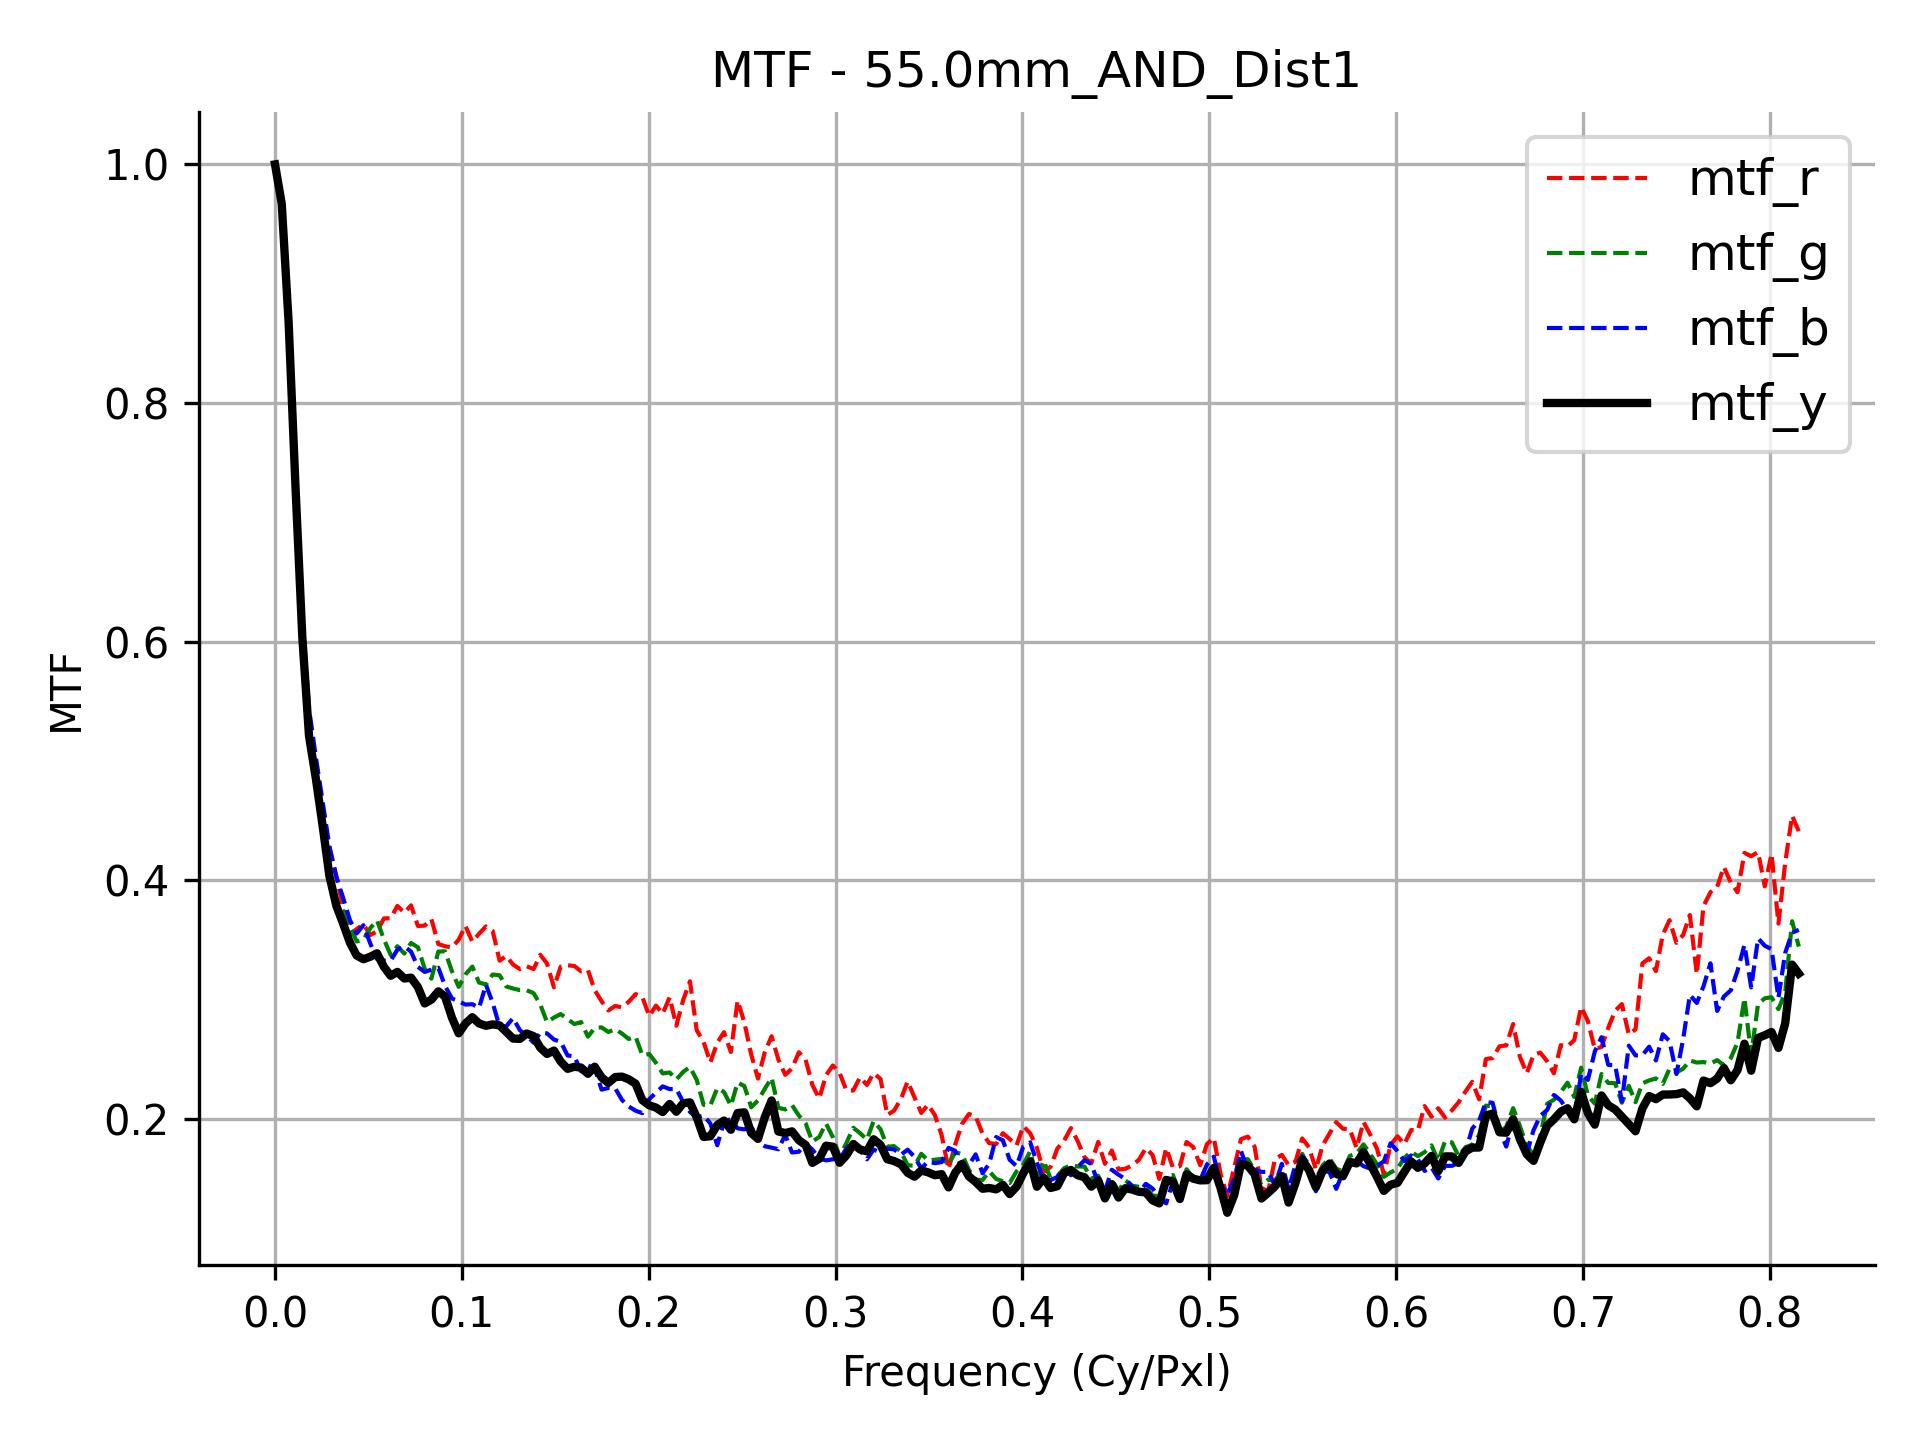 MTF - 55.0mm_AND_Dist1
1.0
0.8
0.6
0.4
0.2
MTF
mtf_r
mtf_g
mtf_b
mtf_y
0.0 0.1 0.2 0.3 0.4 0.5 0.6 0.7 0.8
Frequency (Cy/Pxl)